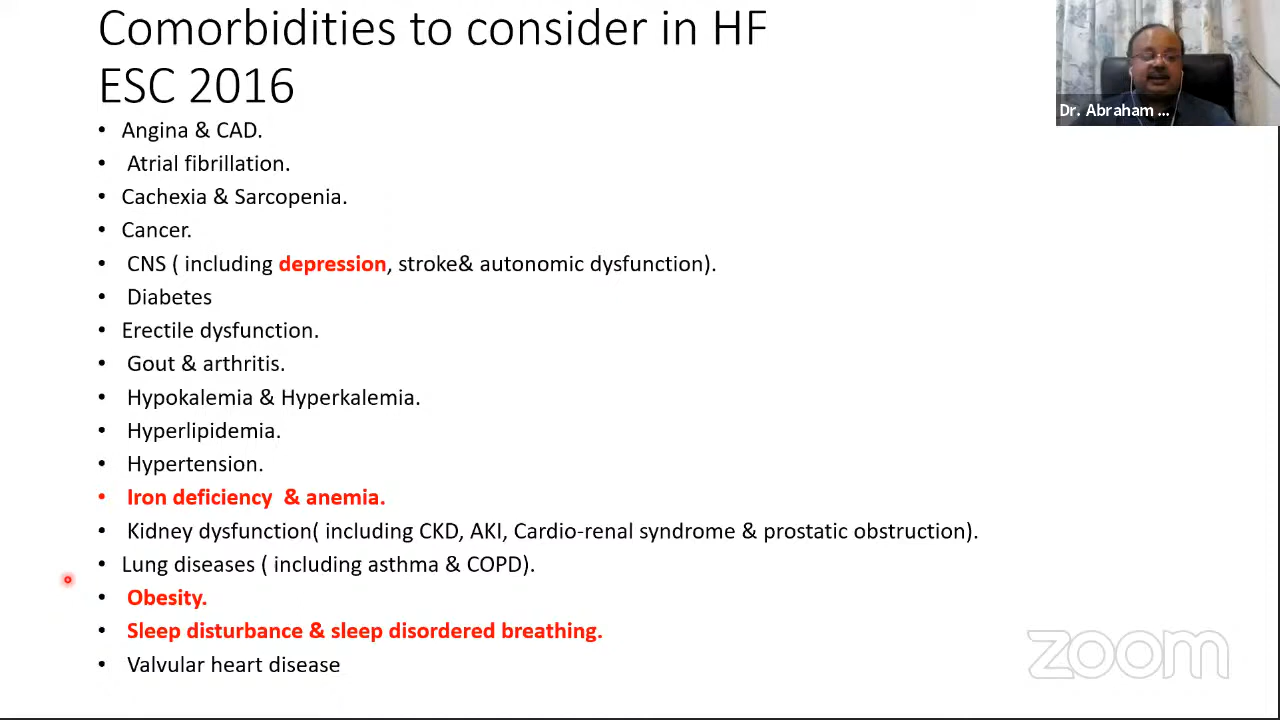 Comorbidities to consider in HF
ESC 2016
• Angina & CAD.
• Atrial fibrillation.
• Cachexia & Sarcopenia.
• Cancer.
• CNS ( including depression, stroke& autonomic dysfunction).
• Diabetes
• Erectile dysfunction.
• Gout & arthritis.
• Hypokalemia & Hyperkalemia.
• Hyperlipidemia.
• Hypertension.
• Iron deficiency & anemia.
• Kidney dysfunction( including CKD, AKI, Cardio-renal syndrome & prostatic obstruction).
• Lung diseases ( including asthma & COPD).
• Obesity.
• Sleep disturbance & sleep disordered breathing.
• Valvular heart disease
Dr. Abraham ...
zoom